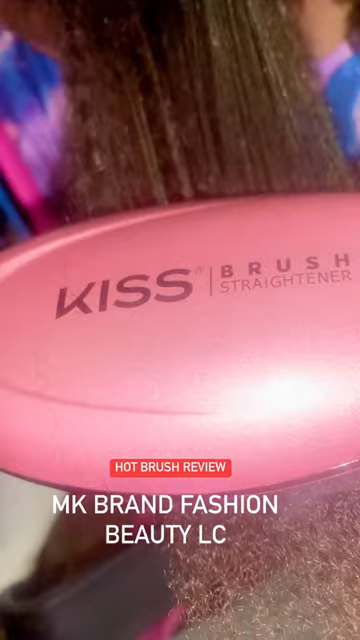 KISS® BRUSH
STRAIGHTENER
HOT BRUSH REVIEW
MK BRAND FASHION
BEAUTY LC